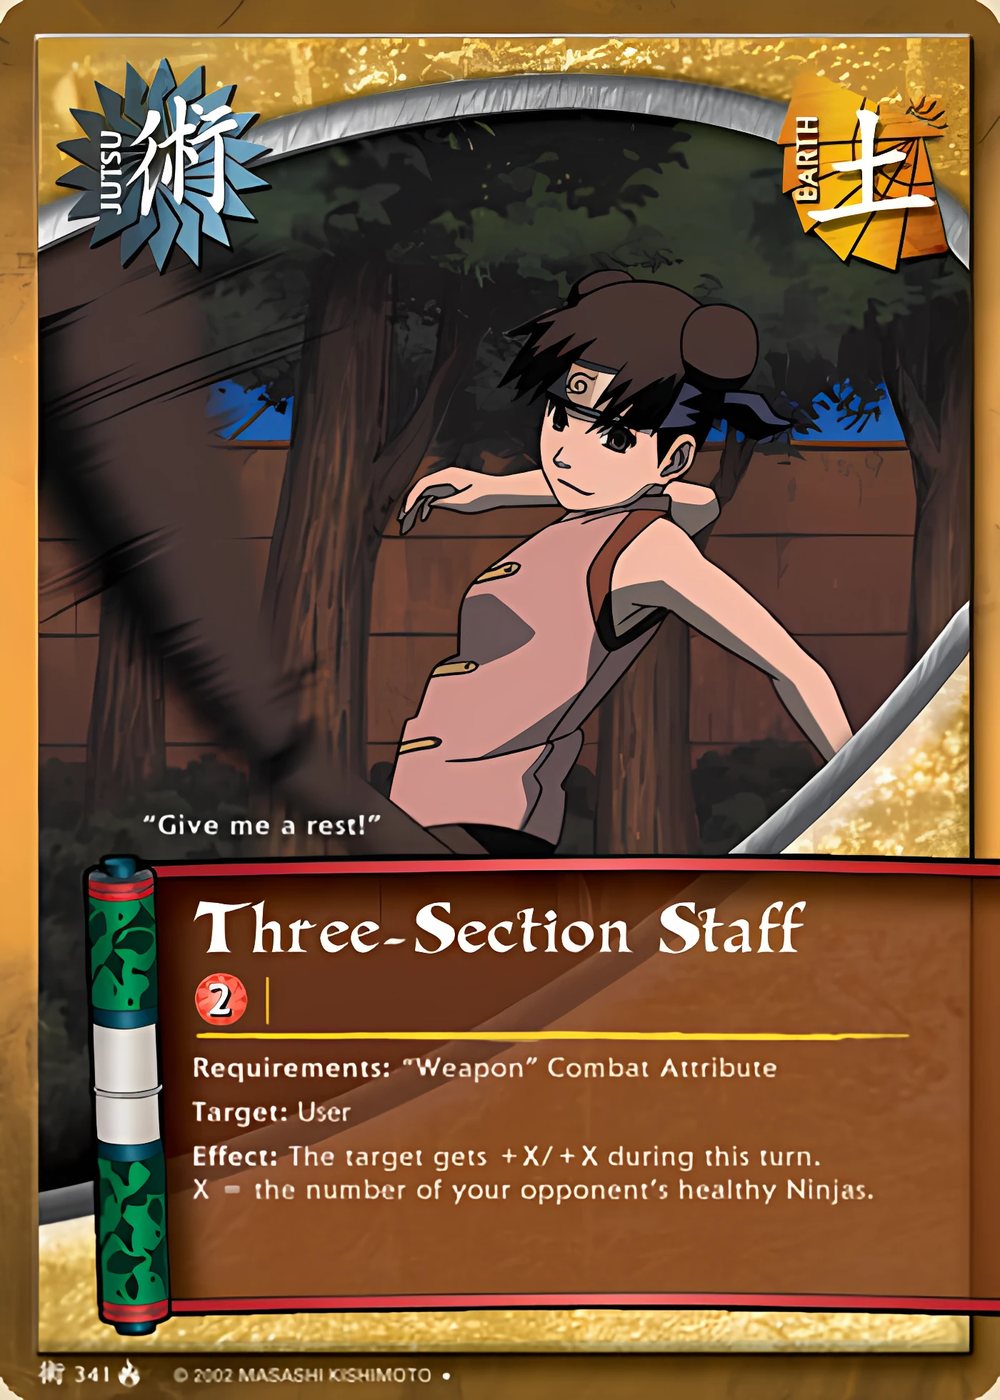 JUTSU
術
EARTH
土
"Give me a rest!"
Three-Section Staff
2
Requirements: "Weapon" Combat Attribute
Target: User
Effect: The target gets +X/+X during this turn.
X = the number of your opponent's healthy Ninjas.
術 341 © 2002 MASASHI KISHIMOTO •